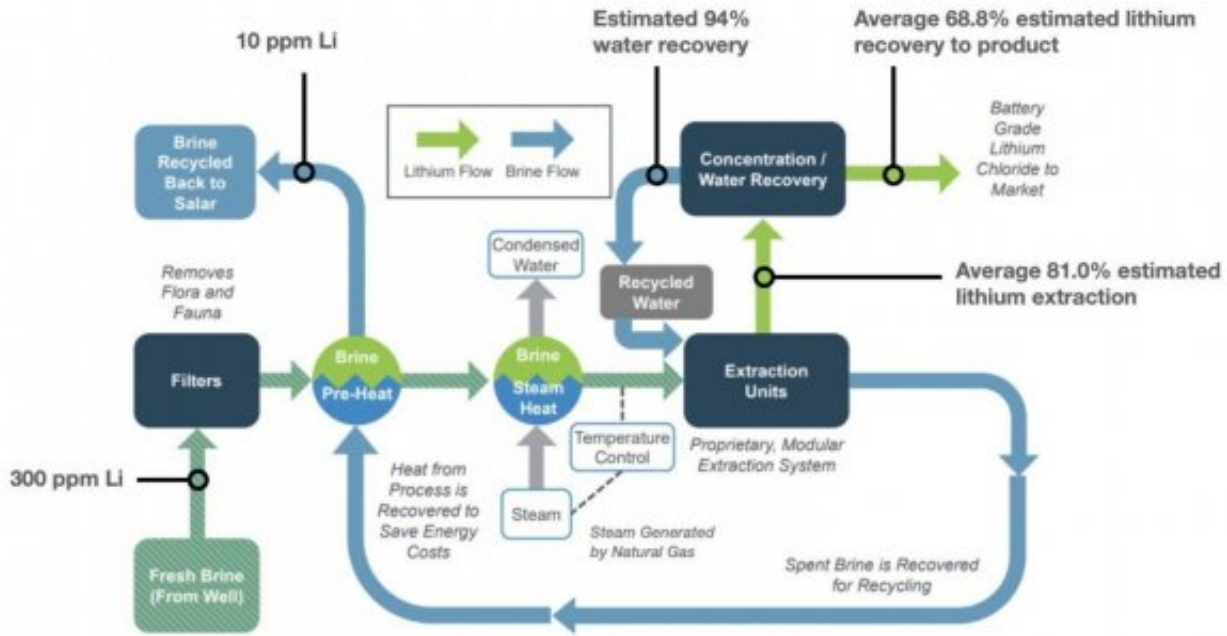 10 ppm Li
Estimated 94%
water recovery
Average 68.8% estimated lithium
recovery to product
Brine
Recycled
Back to
Salar
Lithium Flow
Brine Flow
Concentration /
Water Recovery
Battery
Grade
Lithium
Chloride to
Market
Removes
Flora and
Fauna
Condensed
Water
Recycled
Water
Average 81.0% estimated
lithium extraction
Filters
Brine
Pre-Heat
Brine
Steam
Heat
Extraction
Units
Temperature
Control
Proprietary, Modular
Extraction System
300 ppm Li
Heat from
Process is
Recovered to
Save Energy
Costs
Steam
Steam Generated
by Natural Gas
Fresh Brine
(From Well)
Spent Brine is Recovered
for Recycling